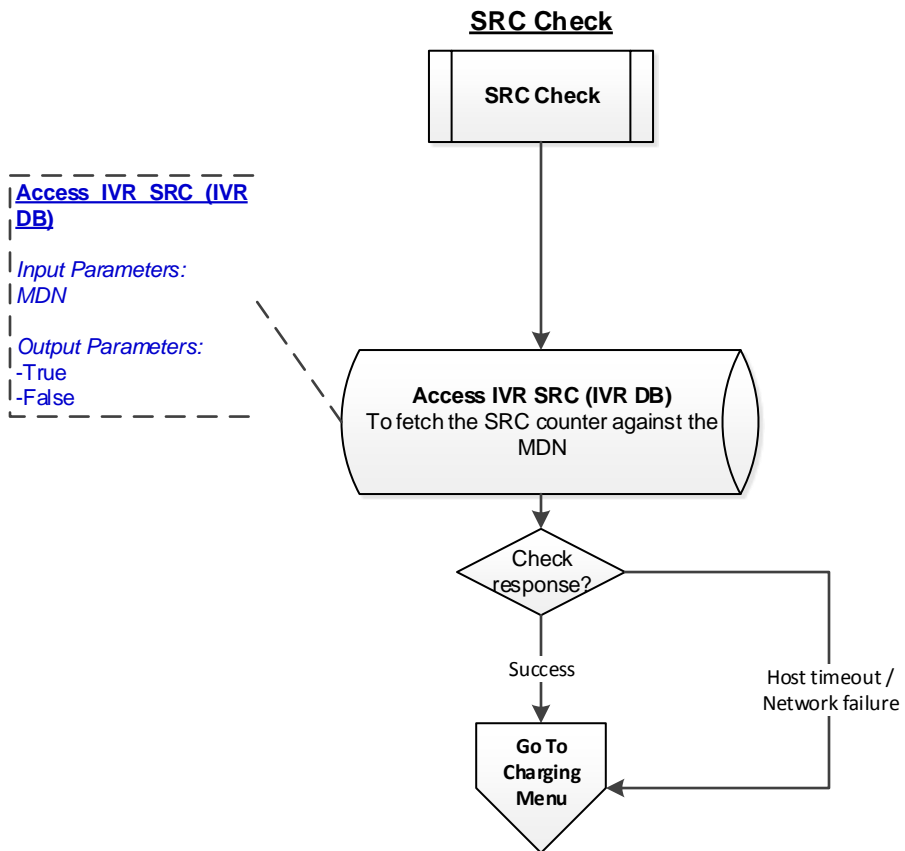 SRC Check
SRC Check
Access IVR SRC (IVR
DB)
Input Parameters:
MDN
Output Parameters:
-True
-False
Access IVR SRC (IVR DB)
To fetch the SRC counter against the
MDN
Check
response?
Success
Host timeout /
Network failure
Go To
Charging
Menu